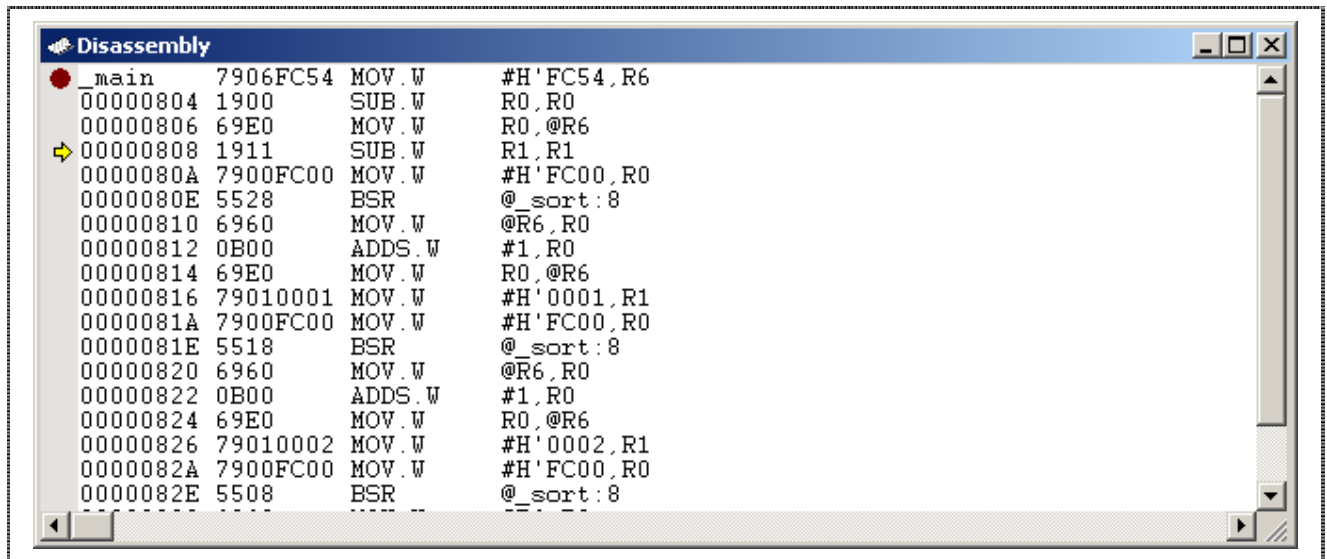 Disassembly
_main 7906FC54 MOV.W #H'FC54,R6
00000804 1900 SUB.W R0,R0
00000806 69E0 MOV.W R0,@R6
00000808 1911 SUB.W R1,R1
0000080A 7900FC00 MOV.W #H'FC00,R0
0000080E 5528 BSR @_sort:8
00000810 6960 MOV.W @R6,R0
00000812 0B00 ADDS.W #1,R0
00000814 69E0 MOV.W R0,@R6
00000816 79010001 MOV.W #H'0001,R1
0000081A 7900FC00 MOV.W #H'FC00,R0
0000081E 5518 BSR @_sort:8
00000820 6960 MOV.W @R6,R0
00000822 0B00 ADDS.W #1,R0
00000824 69E0 MOV.W R0,@R6
00000826 79010002 MOV.W #H'0002,R1
0000082A 7900FC00 MOV.W #H'FC00,R0
0000082E 5508 BSR @_sort:8